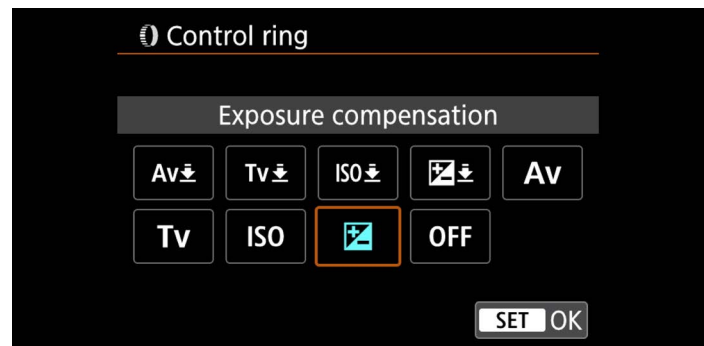 Control ring
Exposure compensation
Av Tv ISO Av
Tv ISO OFF
SET OK